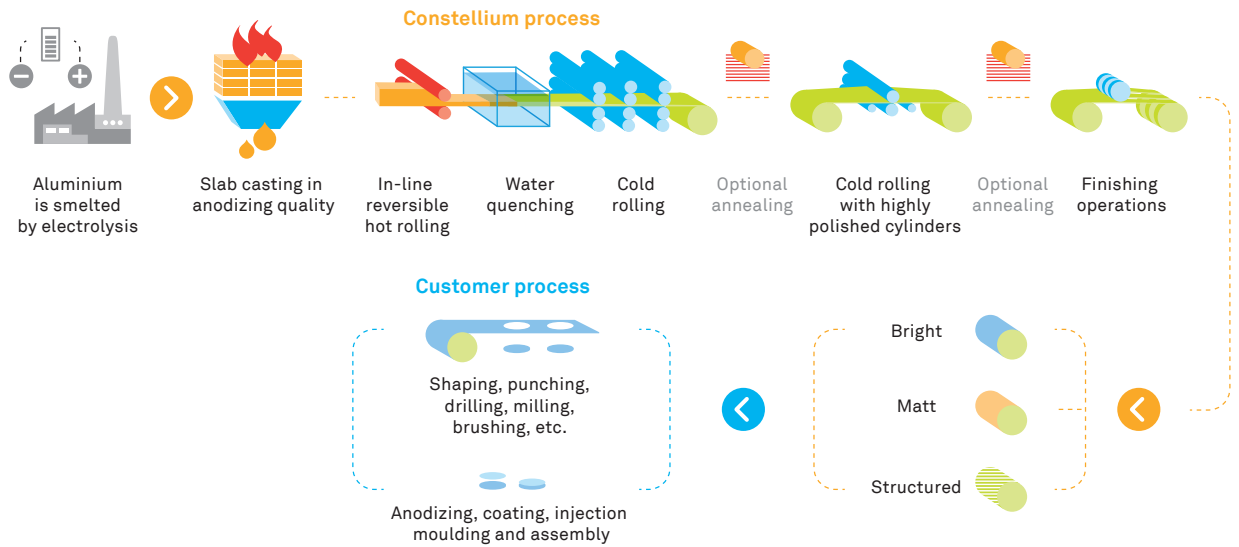 Constellium process
Aluminium
is smelted
by electrolysis
Slab casting in
anodizing quality
In-line
reversible
hot rolling
Water
quenching
Cold
rolling
Optional
annealing
Cold rolling
with highly
polished cylinders
Optional
annealing
Finishing
operations
Customer process
Shaping, punching,
drilling, milling,
brushing, etc.
Anodizing, coating, injection
moulding and assembly
Bright
Matt
Structured